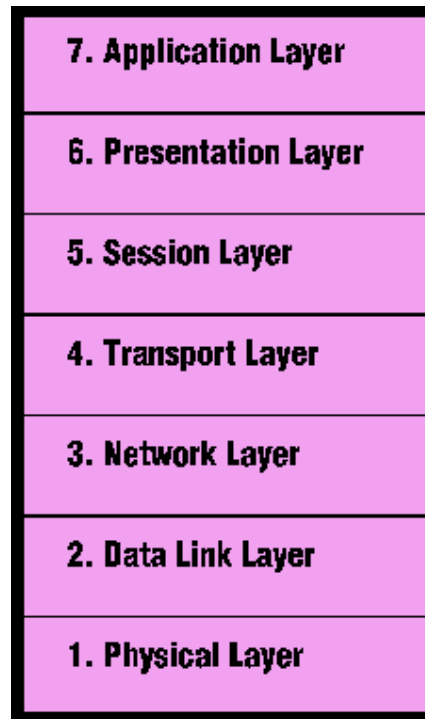 7. Application Layer
6. Presentation Layer
5. Session Layer
4. Transport Layer
3. Network Layer
2. Data Link Layer
1. Physical Layer